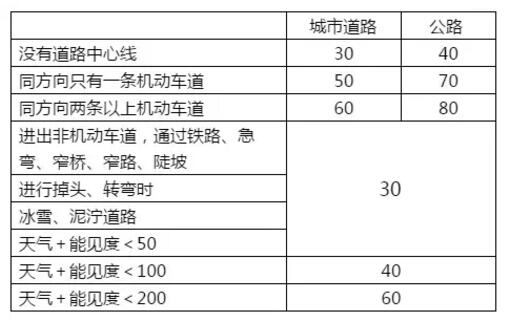 城市道路 公路
没有道路中心线 30 40
同方向只有一条机动车道 50 70
同方向两条以上机动车道 60 80
进出非机动车道，通过铁路、急
弯、窄桥、窄路、陡坡
进行掉头、转弯时 30
冰雪、泥泞道路
天气+能见度<50
天气+能见度<100 40
天气+能见度<200 60